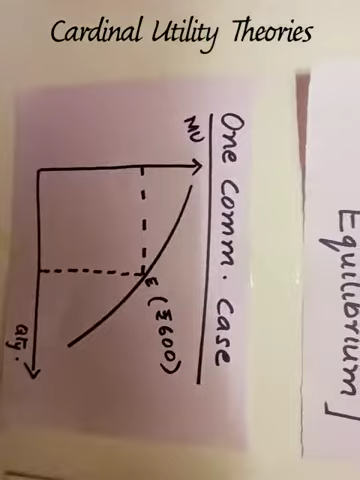 Cardinal Utility Theories
One Comm. Case
MU
E (₹600)
Qty.
Equilibrium]